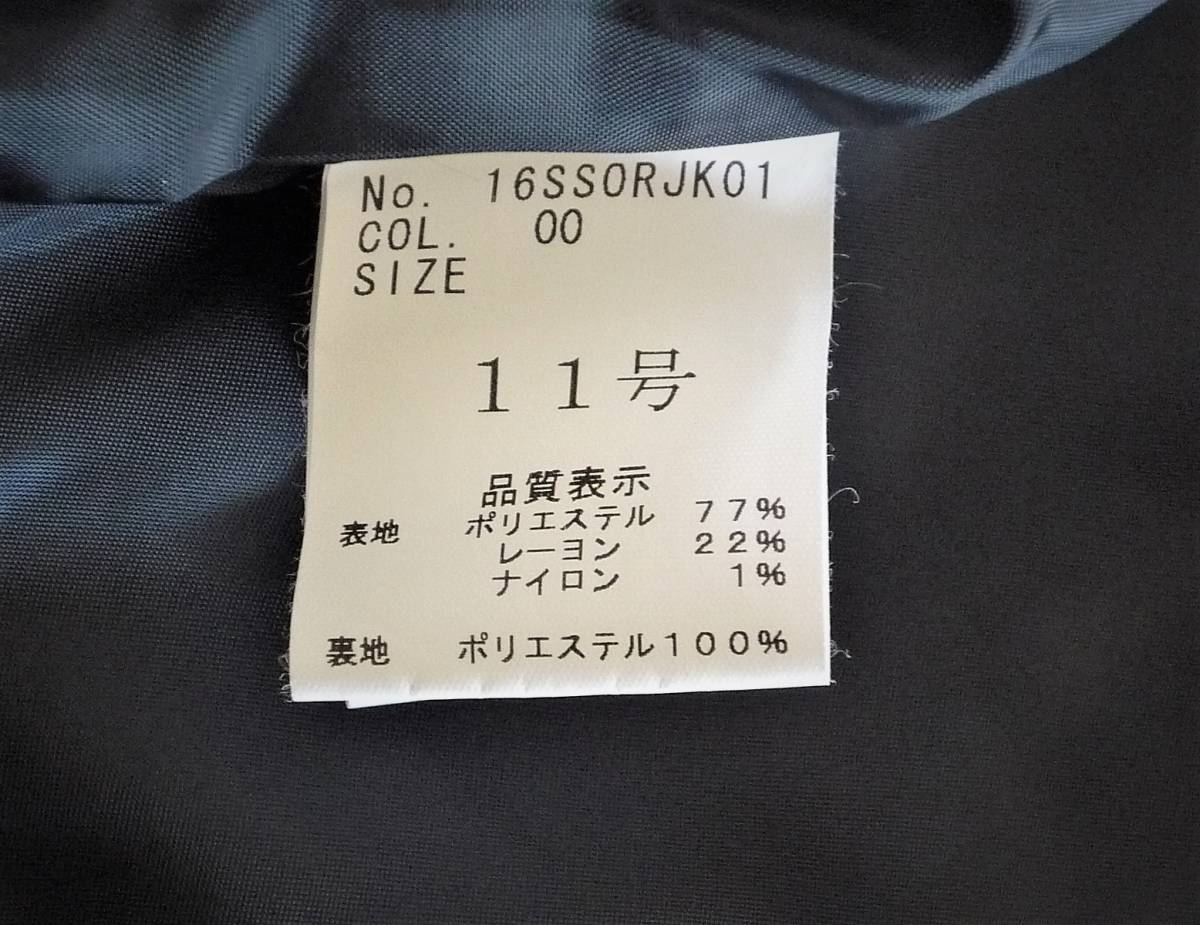 No. 16SSORJK01
COL. 00
SIZE
11号
品質表示
表地 ポリエステル 77%
レーヨン 22%
ナイロン 1%
裏地 ポリエステル100%